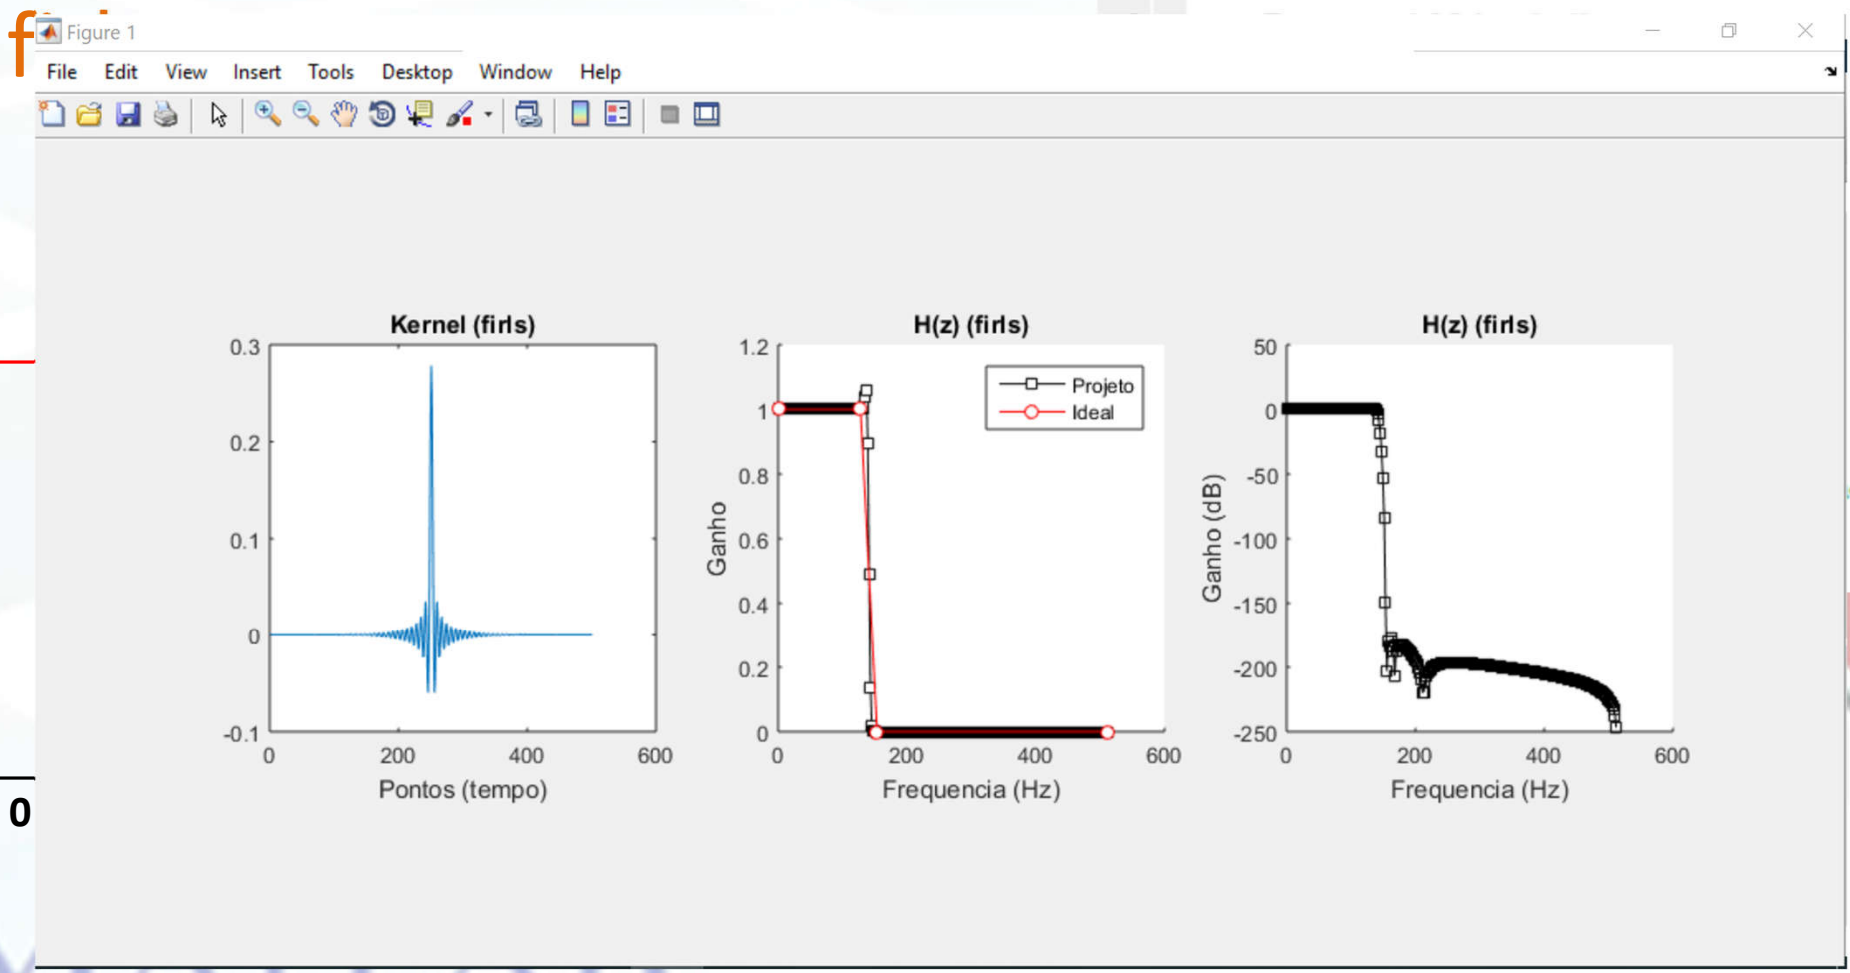 Figure 1
File Edit View Insert Tools Desktop Window Help
Kernel (firls)
0.3
0.2
0.1
0
-0.1
0 200 400 600
Pontos (tempo)
H(z) (firls)
1.2
1
0.8
0.6
0.4
0.2
0
Ganho
Projeto
Ideal
0 200 400 600
Frequencia (Hz)
H(z) (firls)
50
0
-50
-100
-150
-200
-250
Ganho (dB)
0 200 400 600
Frequencia (Hz)
0